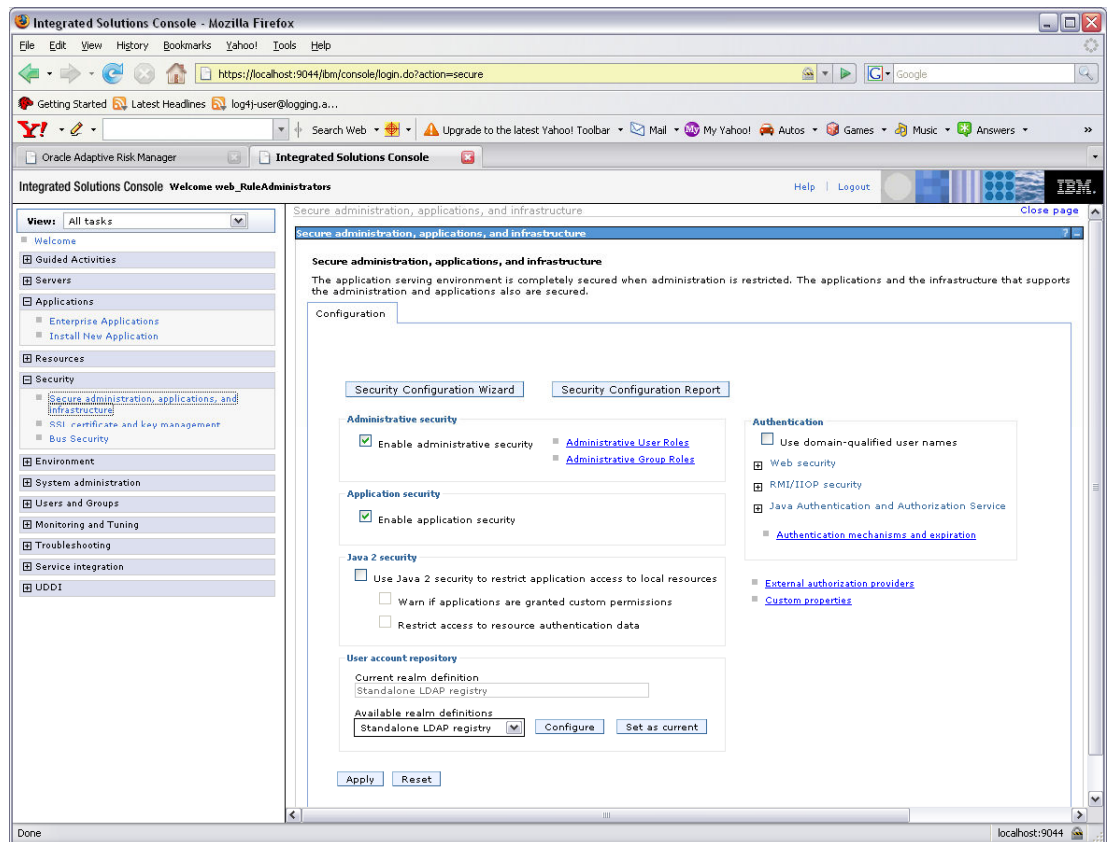 Integrated Solutions Console - Mozilla Firefox
File Edit View History Bookmarks Yahoo! Tools Help
https://localhost:9044/ibm/console/login.do?action=secure
G Google
Getting Started Latest Headlines log4j-user@logging.a...
Y! Search Web Upgrade to the latest Yahoo! Toolbar Mail My My Yahoo! Autos Games Music Answers »
Oracle Adaptive Risk Manager Integrated Solutions Console
Integrated Solutions Console Welcome web_RuleAdministrators Help | Logout IBM.
View: All tasks
Welcome
Guided Activities
Servers
Applications
Enterprise Applications
Install New Application
Resources
Security
Secure administration, applications, and
infrastructure
SSL certificate and key management
Bus Security
Environment
System administration
Users and Groups
Monitoring and Tuning
Troubleshooting
Service integration
UDDI
Secure administration, applications, and infrastructure Close page
Secure administration, applications, and infrastructure ? -
Secure administration, applications, and infrastructure
The application serving environment is completely secured when administration is restricted. The applications and the infrastructure that supports
the administration and applications also are secured.
Configuration
Security Configuration Wizard Security Configuration Report
Administrative security
Enable administrative security Administrative User Roles
Administrative Group Roles
Application security
Enable application security
Java 2 security
Use Java 2 security to restrict application access to local resources
Warn if applications are granted custom permissions
Restrict access to resource authentication data
User account repository
Current realm definition
Standalone LDAP registry
Available realm definitions
Standalone LDAP registry Configure Set as current
Apply Reset
Authentication
Use domain-qualified user names
Web security
RMI/IIOP security
Java Authentication and Authorization Service
Authentication mechanisms and expiration
External authorization providers
Custom properties
Done localhost:9044